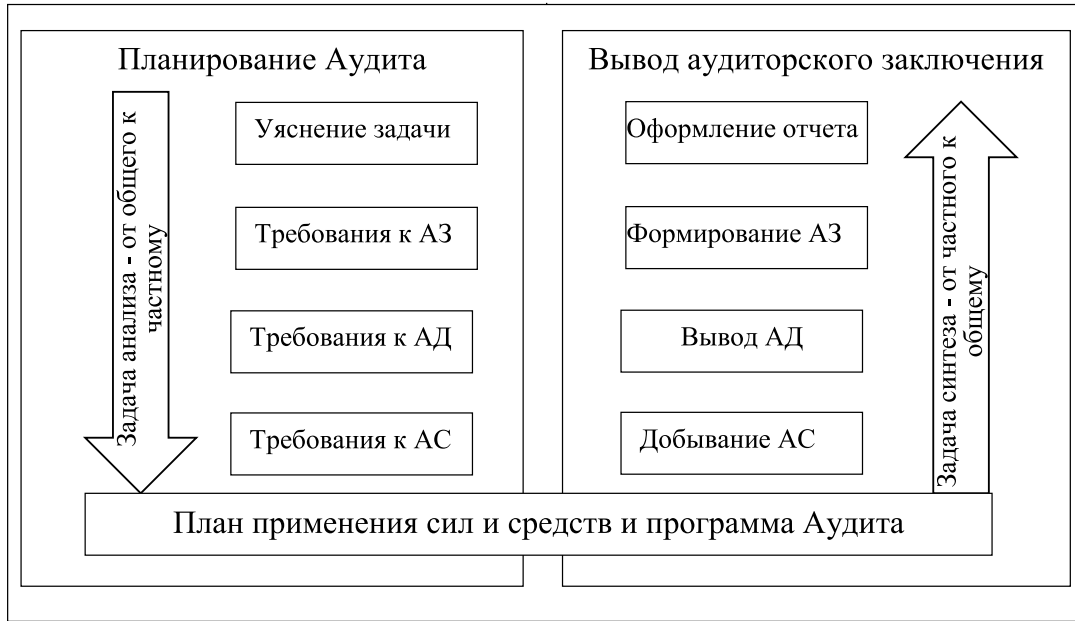 Планирование Аудита
Задача анализа - от общего к
частному
Уяснение задачи
Требования к АЗ
Требования к АД
Требования к АС
Вывод аудиторского заключения
Оформление отчета
Формирование АЗ
Вывод АД
Добывание АС
Задача синтеза - от частного к
общему
План применения сил и средств и программа Аудита